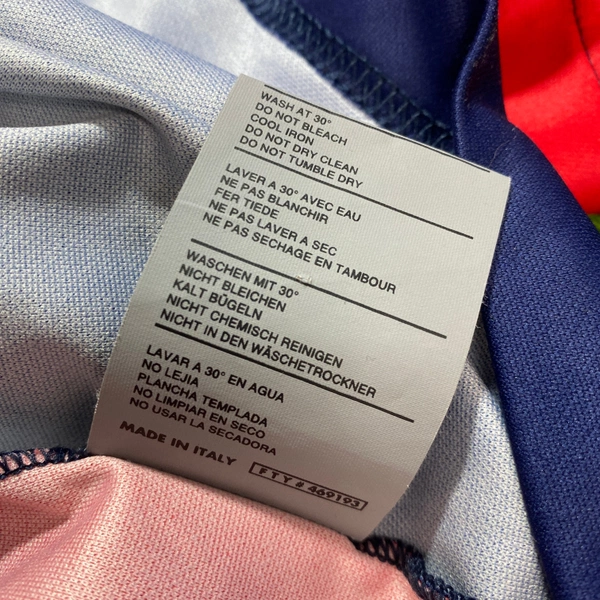 WASH AT 30°
DO NOT BLEACH
COOL IRON
DO NOT DRY CLEAN
DO NOT TUMBLE DRY
LAVER A 30° AVEC EAU
NE PAS BLANCHIR
FER TIEDE
NE PAS LAVER A SEC
NE PAS SECHAGE EN TAMBOUR
WASCHEN MIT 30°
NICHT BLEICHEN
KALT BÜGELN
NICHT CHEMISCH REINIGEN
NICHT IN DEN WÄSCHETROCKNER
LAVAR A 30° EN AGUA
NO LEJIA
PLANCHA TEMPLADA
NO LIMPIAR EN SECO
NO USAR LA SECADORA
MADE IN ITALY FTY# 469193